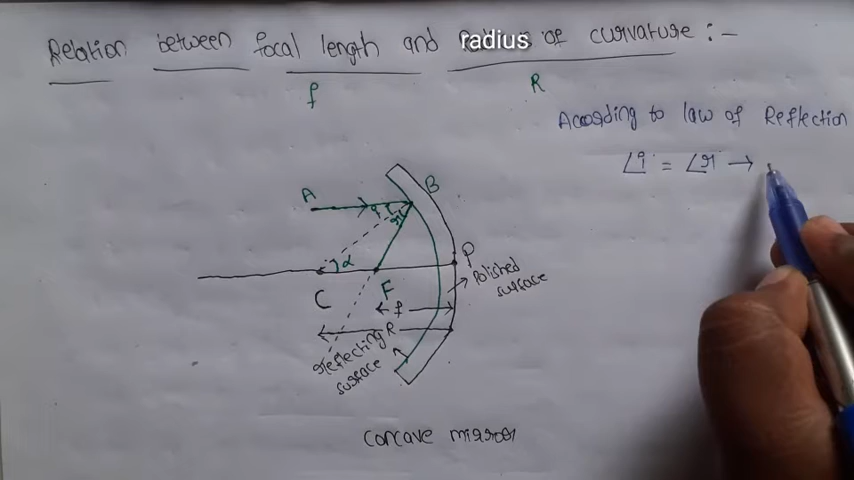 Relation between focal length and radius of curvature :-
f
R
According to law of Reflection
∠i = ∠r →
A
B
i
r
α
P
C
F
Polished
surface
f
R
reflecting
surface
concave mirror